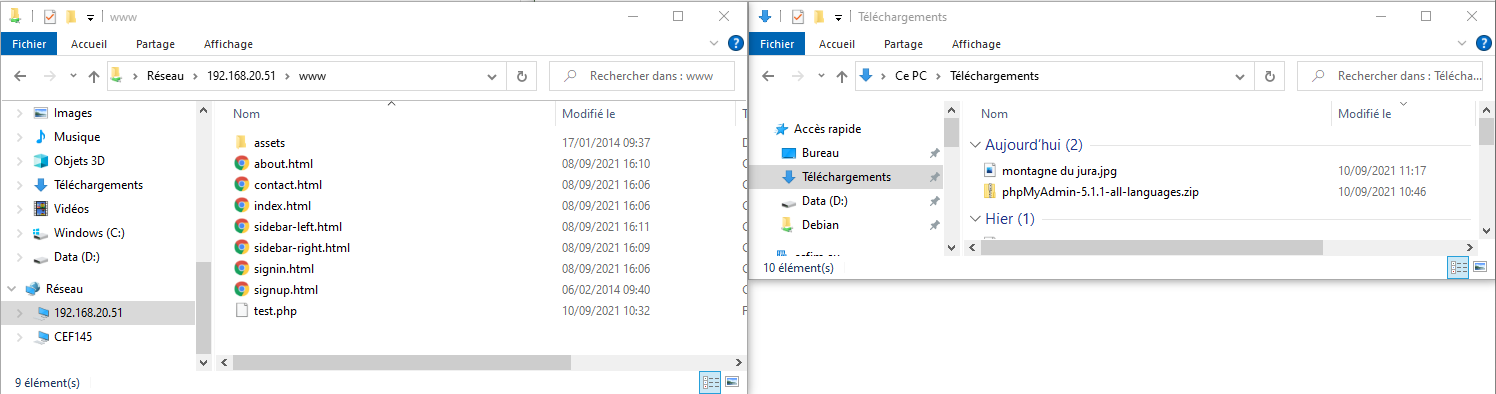 www
Fichier Accueil Partage Affichage
Réseau 192.168.20.51 www
Rechercher dans : www
Images
Musique
Objets 3D
Téléchargements
Vidéos
Windows (C:)
Data (D:)
Réseau
192.168.20.51
CEF145
Nom Modifié le
assets 17/01/2014 09:37
about.html 08/09/2021 16:10
contact.html 08/09/2021 16:06
index.html 08/09/2021 16:06
sidebar-left.html 08/09/2021 16:11
sidebar-right.html 08/09/2021 16:09
signin.html 08/09/2021 16:06
signup.html 06/02/2014 09:40
test.php 10/09/2021 10:32
9 élément(s)
Téléchargements
Fichier Accueil Partage Affichage
Ce PC Téléchargements
Rechercher dans : Télécha...
Accès rapide
Bureau
Téléchargements
Data (D:)
Debian
Nom Modifié le
Aujourd'hui (2)
montagne du jura.jpg 10/09/2021 11:17
phpMyAdmin-5.1.1-all-languages.zip 10/09/2021 10:46
Hier (1)
10 élément(s)